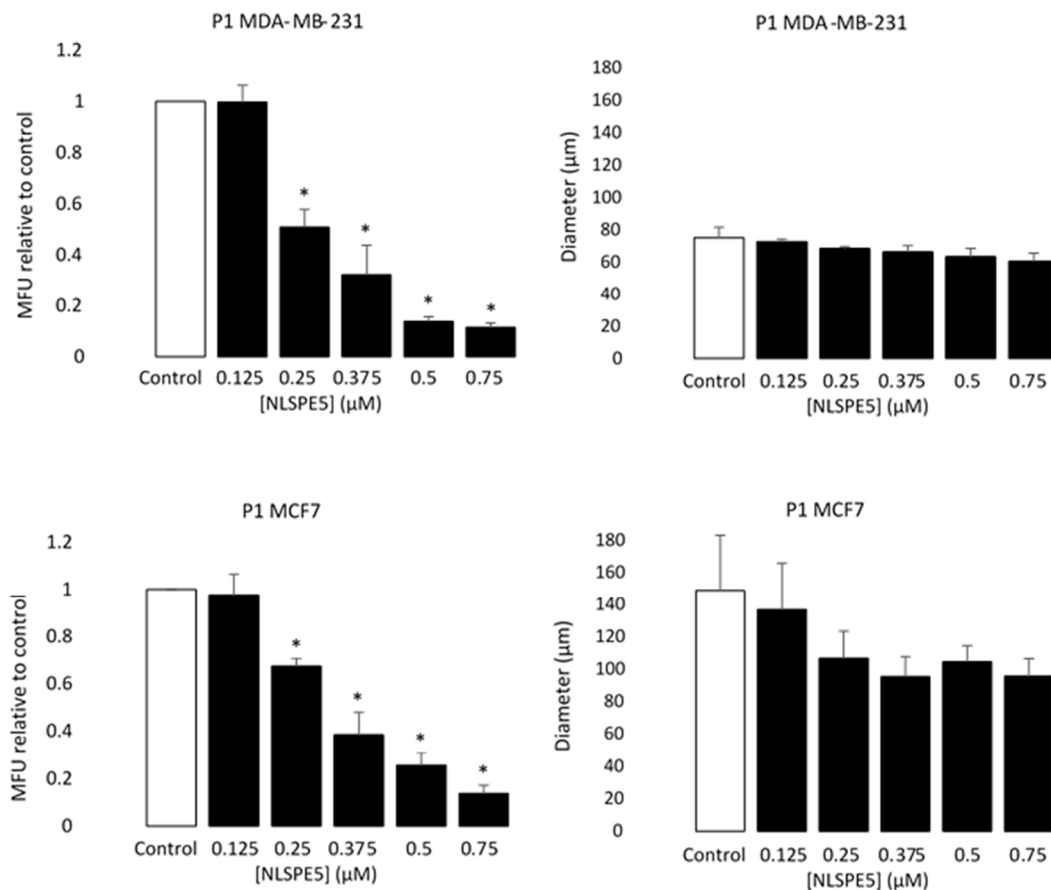 P1 MDA-MB-231
MFU relative to control
1.2
1
0.8
0.6
0.4
0.2
0
*
*
*
*
Control 0.125 0.25 0.375 0.5 0.75
[NLSPE5] (µM)
P1 MDA-MB-231
Diameter (µm)
180
160
140
120
100
80
60
40
20
0
Control 0.125 0.25 0.375 0.5 0.75
[NLSPE5] (µM)
P1 MCF7
MFU relative to control
1.2
1
0.8
0.6
0.4
0.2
0
*
*
*
*
Control 0.125 0.25 0.375 0.5 0.75
[NLSPE5] (µM)
P1 MCF7
Diameter (µm)
180
160
140
120
100
80
60
40
20
0
Control 0.125 0.25 0.375 0.5 0.75
[NLSPE5] (µM)